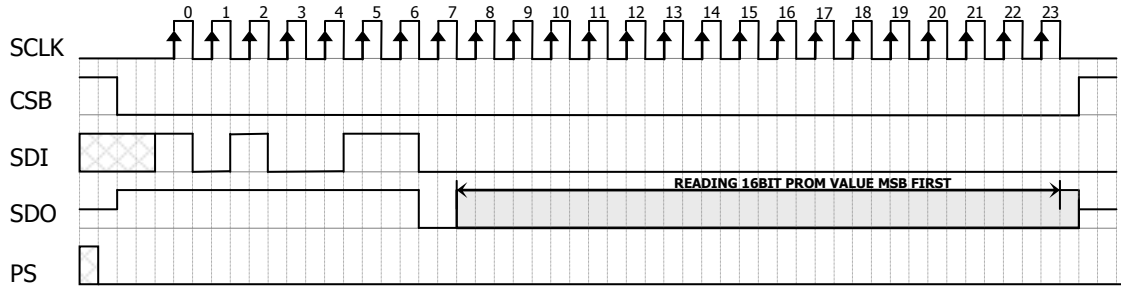 0 1 2 3 4 5 6 7 8 9 10 11 12 13 14 15 16 17 18 19 20 21 22 23
SCLK
CSB
SDI
READING 16BIT PROM VALUE MSB FIRST
SDO
PS